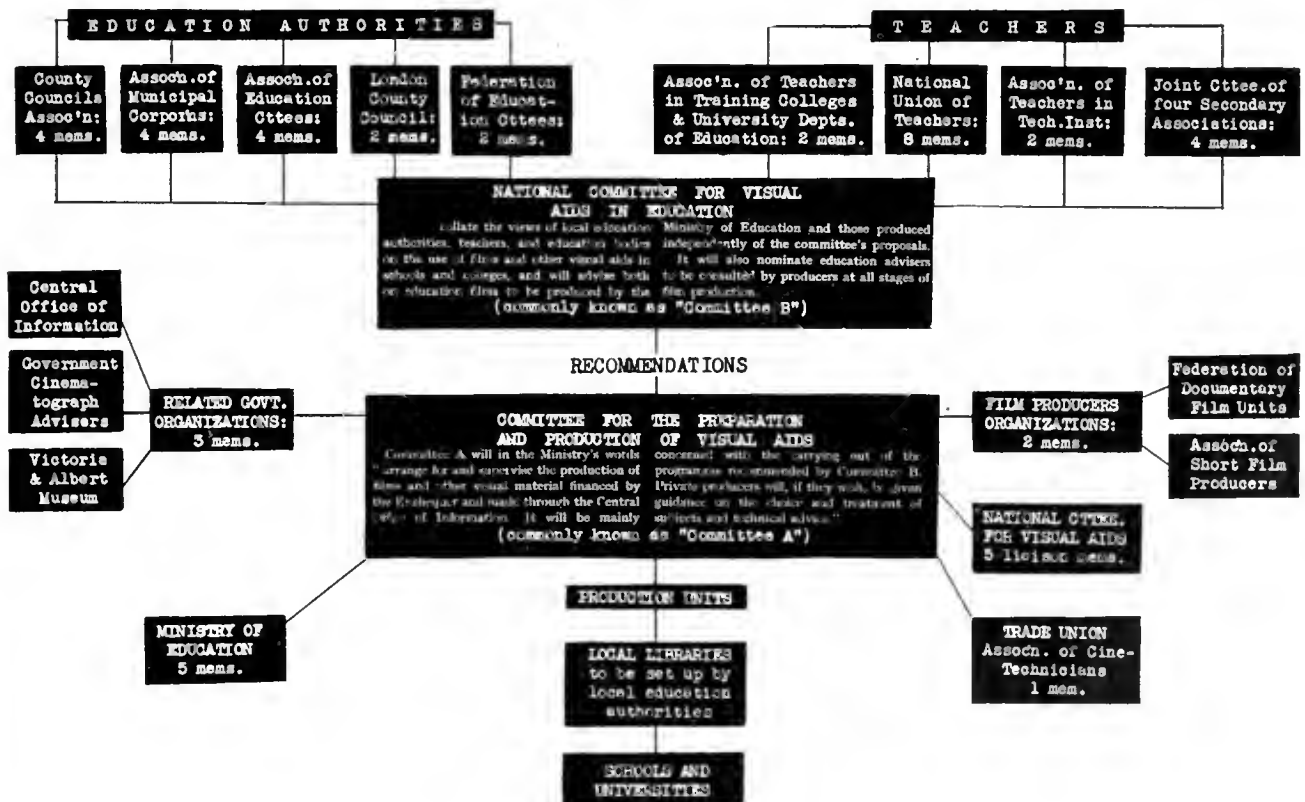 EDUCATION AUTHORITIES
TEACHERS
County
Councils
Assoc'n:
4 mems.
Assocn. of
Municipal
Corporns:
4 mems.
Assocn. of
Education
Cttees:
4 mems.
London
County
Council:
2 mems.
Federation
of Educat-
ion Cttees:
2 mems.
Assoc'n. of Teachers
in Training Colleges
& University Depts.
of Education: 2 mems.
National
Union of
Teachers:
8 mems.
Assoc'n. of
Teachers in
Tech.Inst:
2 mems.
Joint Cttee.of
four Secondary
Associations:
4 mems.
NATIONAL COMMITTEE FOR VISUAL
AIDS IN EDUCATION
collate the views of local education
authorities, teachers, and education bodies
on the use of films and other visual aids in
schools and colleges, and will advise both
on education films to be produced by the
Ministry of Education and those produced
independently of the committee's proposals.
It will also nominate education advisers
to be consulted by producers at all stages of
film production.
(commonly known as "Committee B")
RECOMMENDATIONS
Central
Office of
Information
Government
Cinema-
tograph
Advisers
Victoria
& Albert
Museum
RELATED GOVT.
ORGANIZATIONS:
3 mems.
COMMITTEE FOR THE PREPARATION
AND PRODUCTION OF VISUAL AIDS
Committee A will in the Ministry's words
"arrange for and supervise the production of
films and other visual material financed by
the Exchequer and made through the Central
Office of Information. It will be mainly
concerned with the carrying out of the
programme recommended by Committee B.
Private producers will, if they wish, be given
guidance on the choice and treatment of
subjects and technical advice."
(commonly known as "Committee A")
FILM PRODUCERS
ORGANIZATIONS:
2 mems.
Federation of
Documentary
Film Units
Assocn. of
Short Film
Producers
NATIONAL CTTEE.
FOR VISUAL AIDS
5 liaison mems.
MINISTRY OF
EDUCATION
5 mems.
TRADE UNION
Assocn. of Cine-
Technicians
1 mem.
PRODUCTION UNITS
LOCAL LIBRARIES
to be set up by
local education
authorities
SCHOOLS AND
UNIVERSITIES